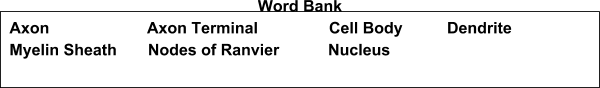 Word Bank
Axon Axon Terminal Cell Body Dendrite
Myelin Sheath Nodes of Ranvier Nucleus